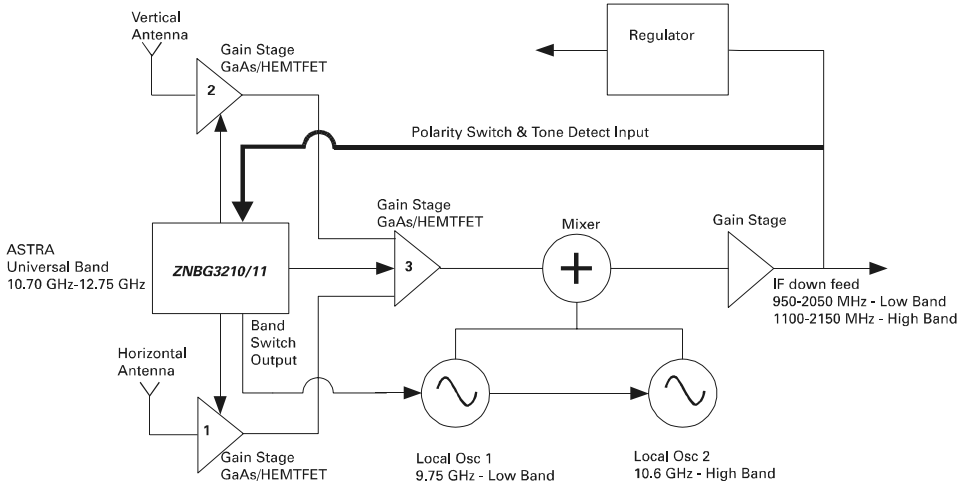 Vertical
Antenna
Gain Stage
GaAs/HEMTFET
2
Regulator
Polarity Switch & Tone Detect Input
Gain Stage
GaAs/HEMTFET
Mixer
Gain Stage
ASTRA
Universal Band
10.70 GHz-12.75 GHz
ZNBG3210/11
3
+
IF down feed
950-2050 MHz - Low Band
1100-2150 MHz - High Band
Band
Switch
Output
Horizontal
Antenna
1
Gain Stage
GaAs/HEMTFET
Local Osc 1
9.75 GHz - Low Band
Local Osc 2
10.6 GHz - High Band